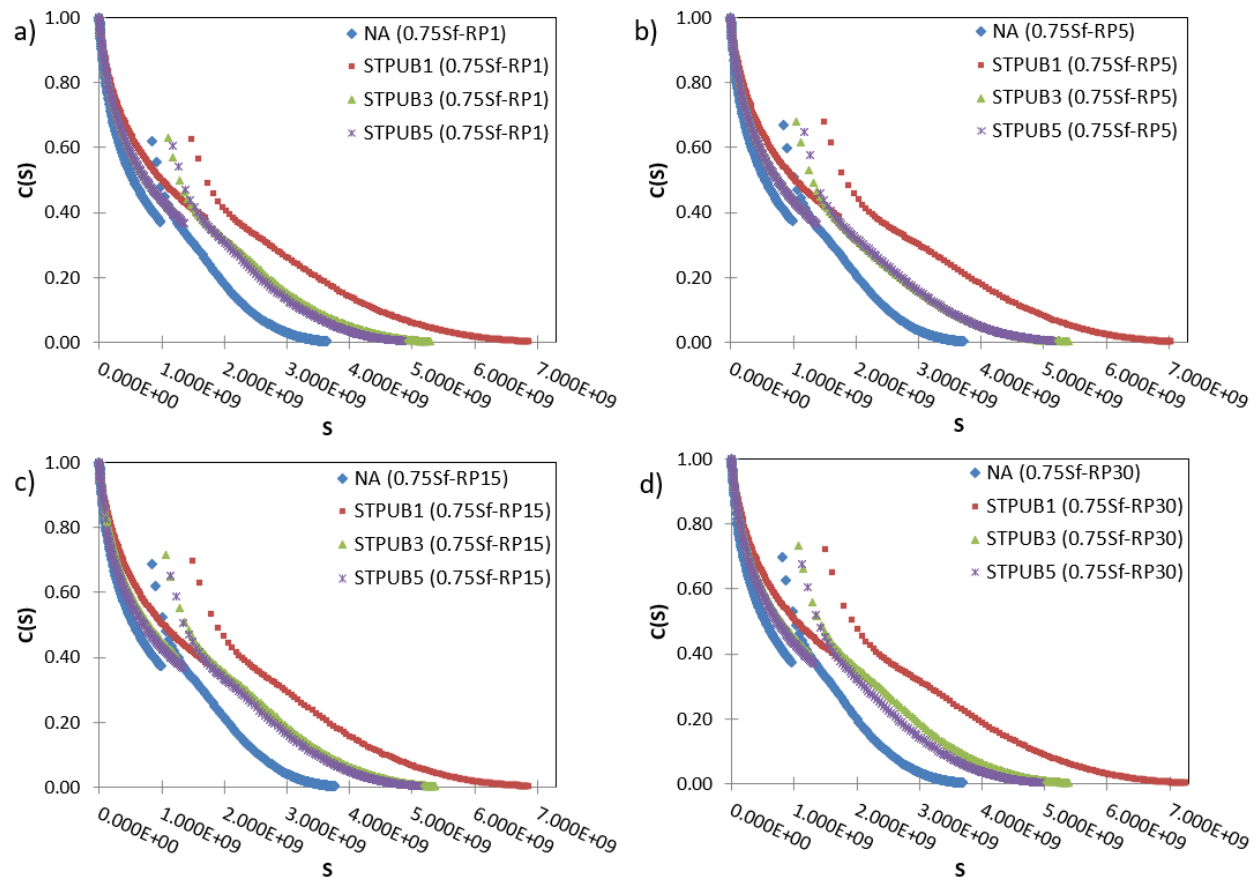 a)
1.00
0.80
0.60
0.40
0.20
0.00
C(S)
NA (0.75Sf-RP1)
STPUB1 (0.75Sf-RP1)
STPUB3 (0.75Sf-RP1)
STPUB5 (0.75Sf-RP1)
0.000E+00
1.000E+09
2.000E+09
3.000E+09
4.000E+09
5.000E+09
6.000E+09
7.000E+09
S
b)
1.00
0.80
0.60
0.40
0.20
0.00
C(S)
NA (0.75Sf-RP5)
STPUB1 (0.75Sf-RP5)
STPUB3 (0.75Sf-RP5)
STPUB5 (0.75Sf-RP5)
0.000E+00
1.000E+09
2.000E+09
3.000E+09
4.000E+09
5.000E+09
6.000E+09
7.000E+09
S
c)
1.00
0.80
0.60
0.40
0.20
0.00
C(S)
NA (0.75Sf-RP15)
STPUB1 (0.75Sf-RP15)
STPUB3 (0.75Sf-RP15)
STPUB5 (0.75Sf-RP15)
0.000E+00
1.000E+09
2.000E+09
3.000E+09
4.000E+09
5.000E+09
6.000E+09
7.000E+09
S
d)
1.00
0.80
0.60
0.40
0.20
0.00
C(S)
NA (0.75Sf-RP30)
STPUB1 (0.75Sf-RP30)
STPUB3 (0.75Sf-RP30)
STPUB5 (0.75Sf-RP30)
0.000E+00
1.000E+09
2.000E+09
3.000E+09
4.000E+09
5.000E+09
6.000E+09
7.000E+09
S